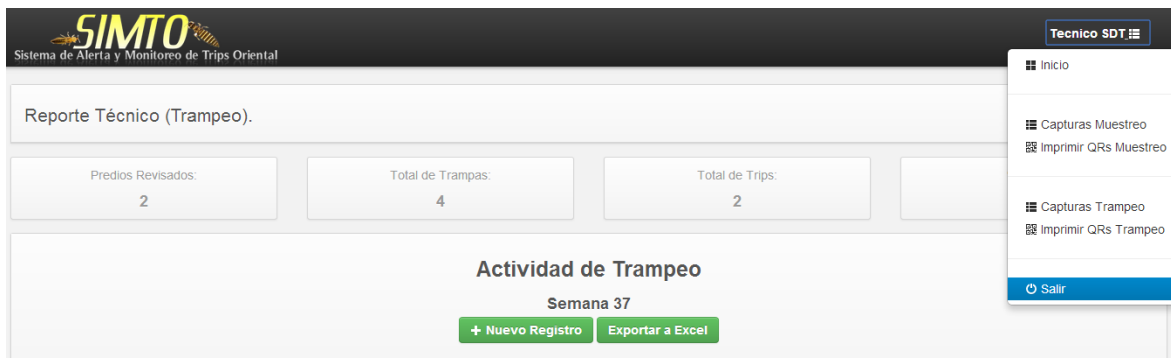 SIMTO
Sistema de Alerta y Monitoreo de Trips Oriental
Tecnico SDT
Inicio
Reporte Técnico (Trampeo).
Capturas Muestreo
Imprimir QRs Muestreo
Predios Revisados:
2
Total de Trampas:
4
Total de Trips:
2
Capturas Trampeo
Imprimir QRs Trampeo
Salir
Actividad de Trampeo
Semana 37
+ Nuevo Registro
Exportar a Excel